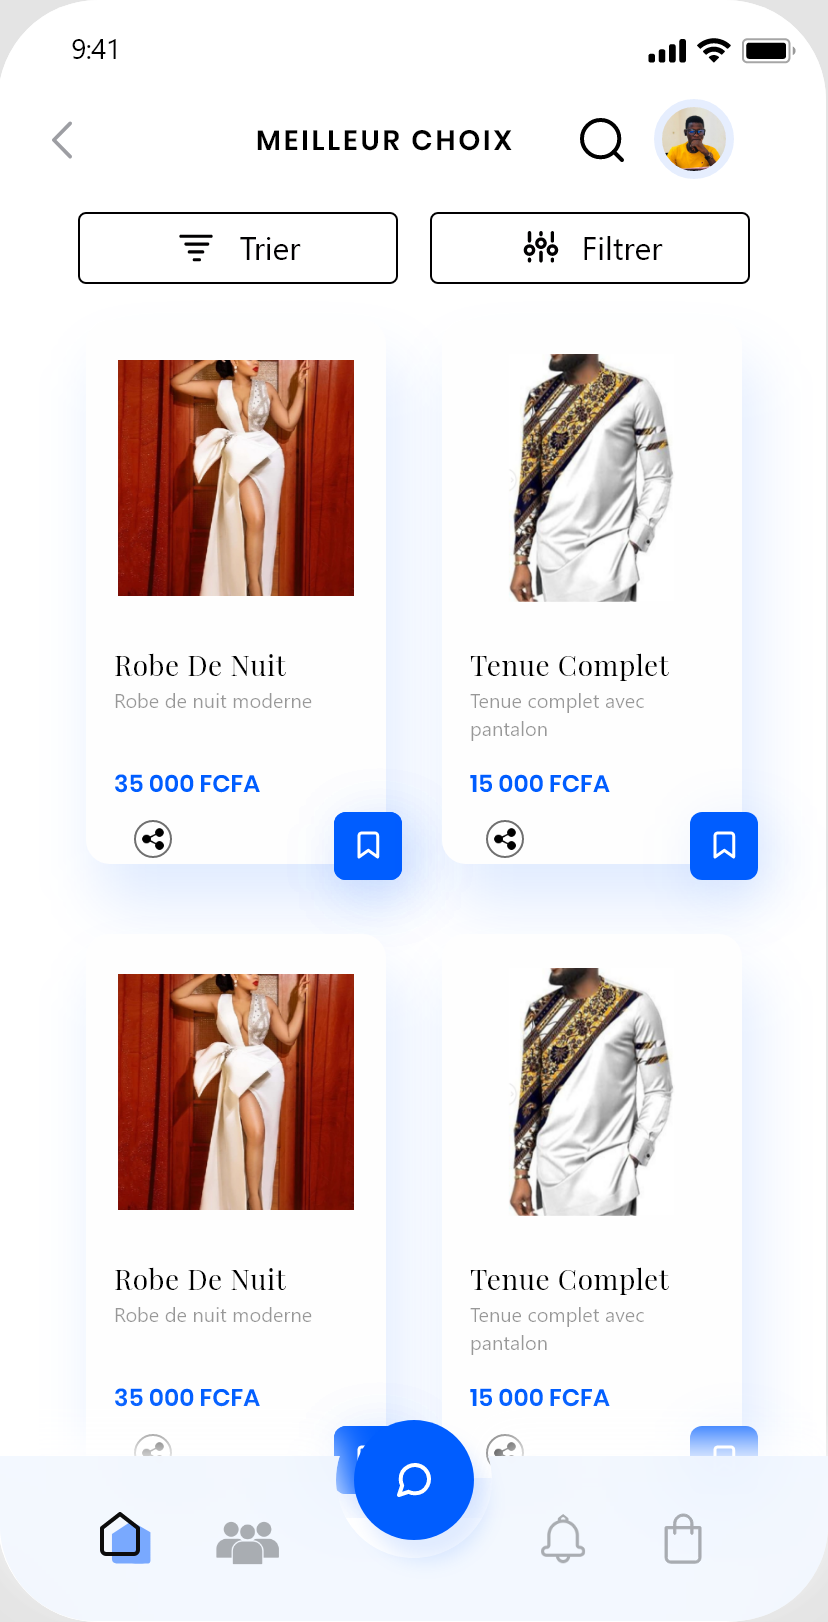 9:41
MEILLEUR CHOIX
Trier
Filtrer
Robe De Nuit
Robe de nuit moderne
35 000 FCFA
Tenue Complet
Tenue complet avec
pantalon
15 000 FCFA
Robe De Nuit
Robe de nuit moderne
35 000 FCFA
Tenue Complet
Tenue complet avec
pantalon
15 000 FCFA